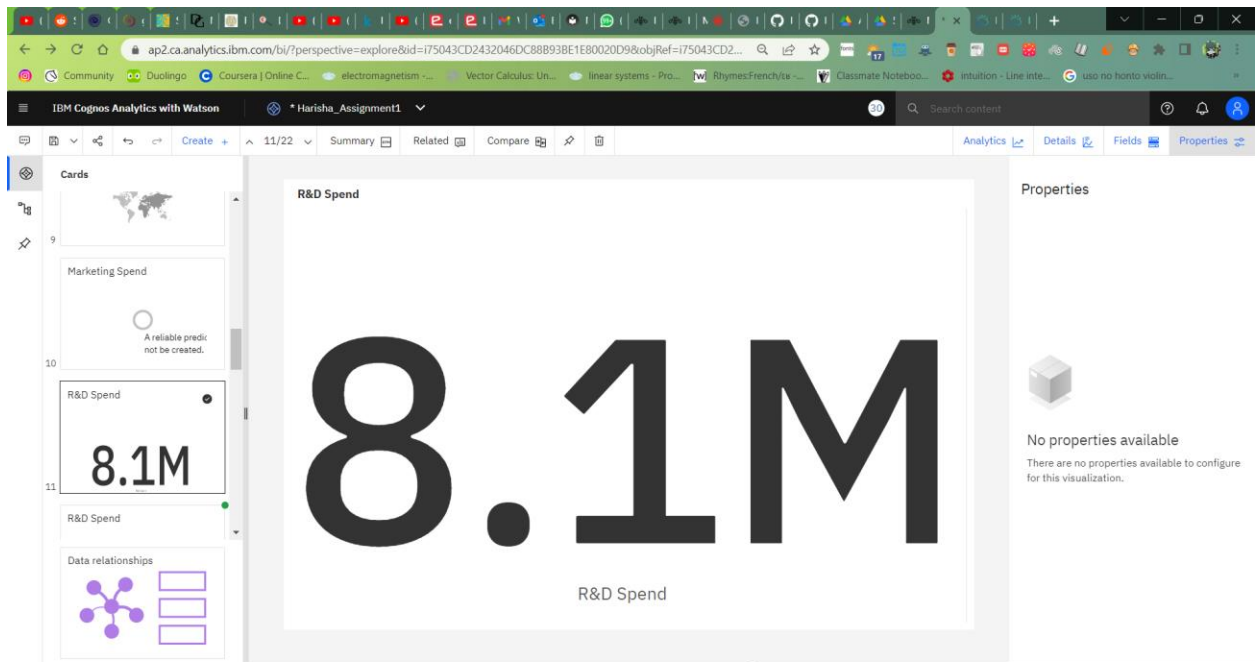 ap2.ca.analytics.ibm.com/bi/?perspective=explore&id=i75043CD2432046DC88B93BE1E80020D9&objRef=i75043CD2...
Community Duolingo Coursera | Online C... electromagnetism -... Vector Calculus: Un... linear systems - Pro... Classmate Noteboo... intuition - Line inte... uso no honto violin...
IBM Cognos Analytics with Watson * Harisha_Assignment1 30 Search content
Create + 11/22 Summary Related Compare Analytics Details Fields Properties
Cards
9
Marketing Spend
A reliable predic
not be created.
10
R&D Spend
8.1M
11
R&D Spend
Data relationships
R&D Spend
8.1M
R&D Spend
Properties
No properties available
There are no properties available to configure
for this visualization.